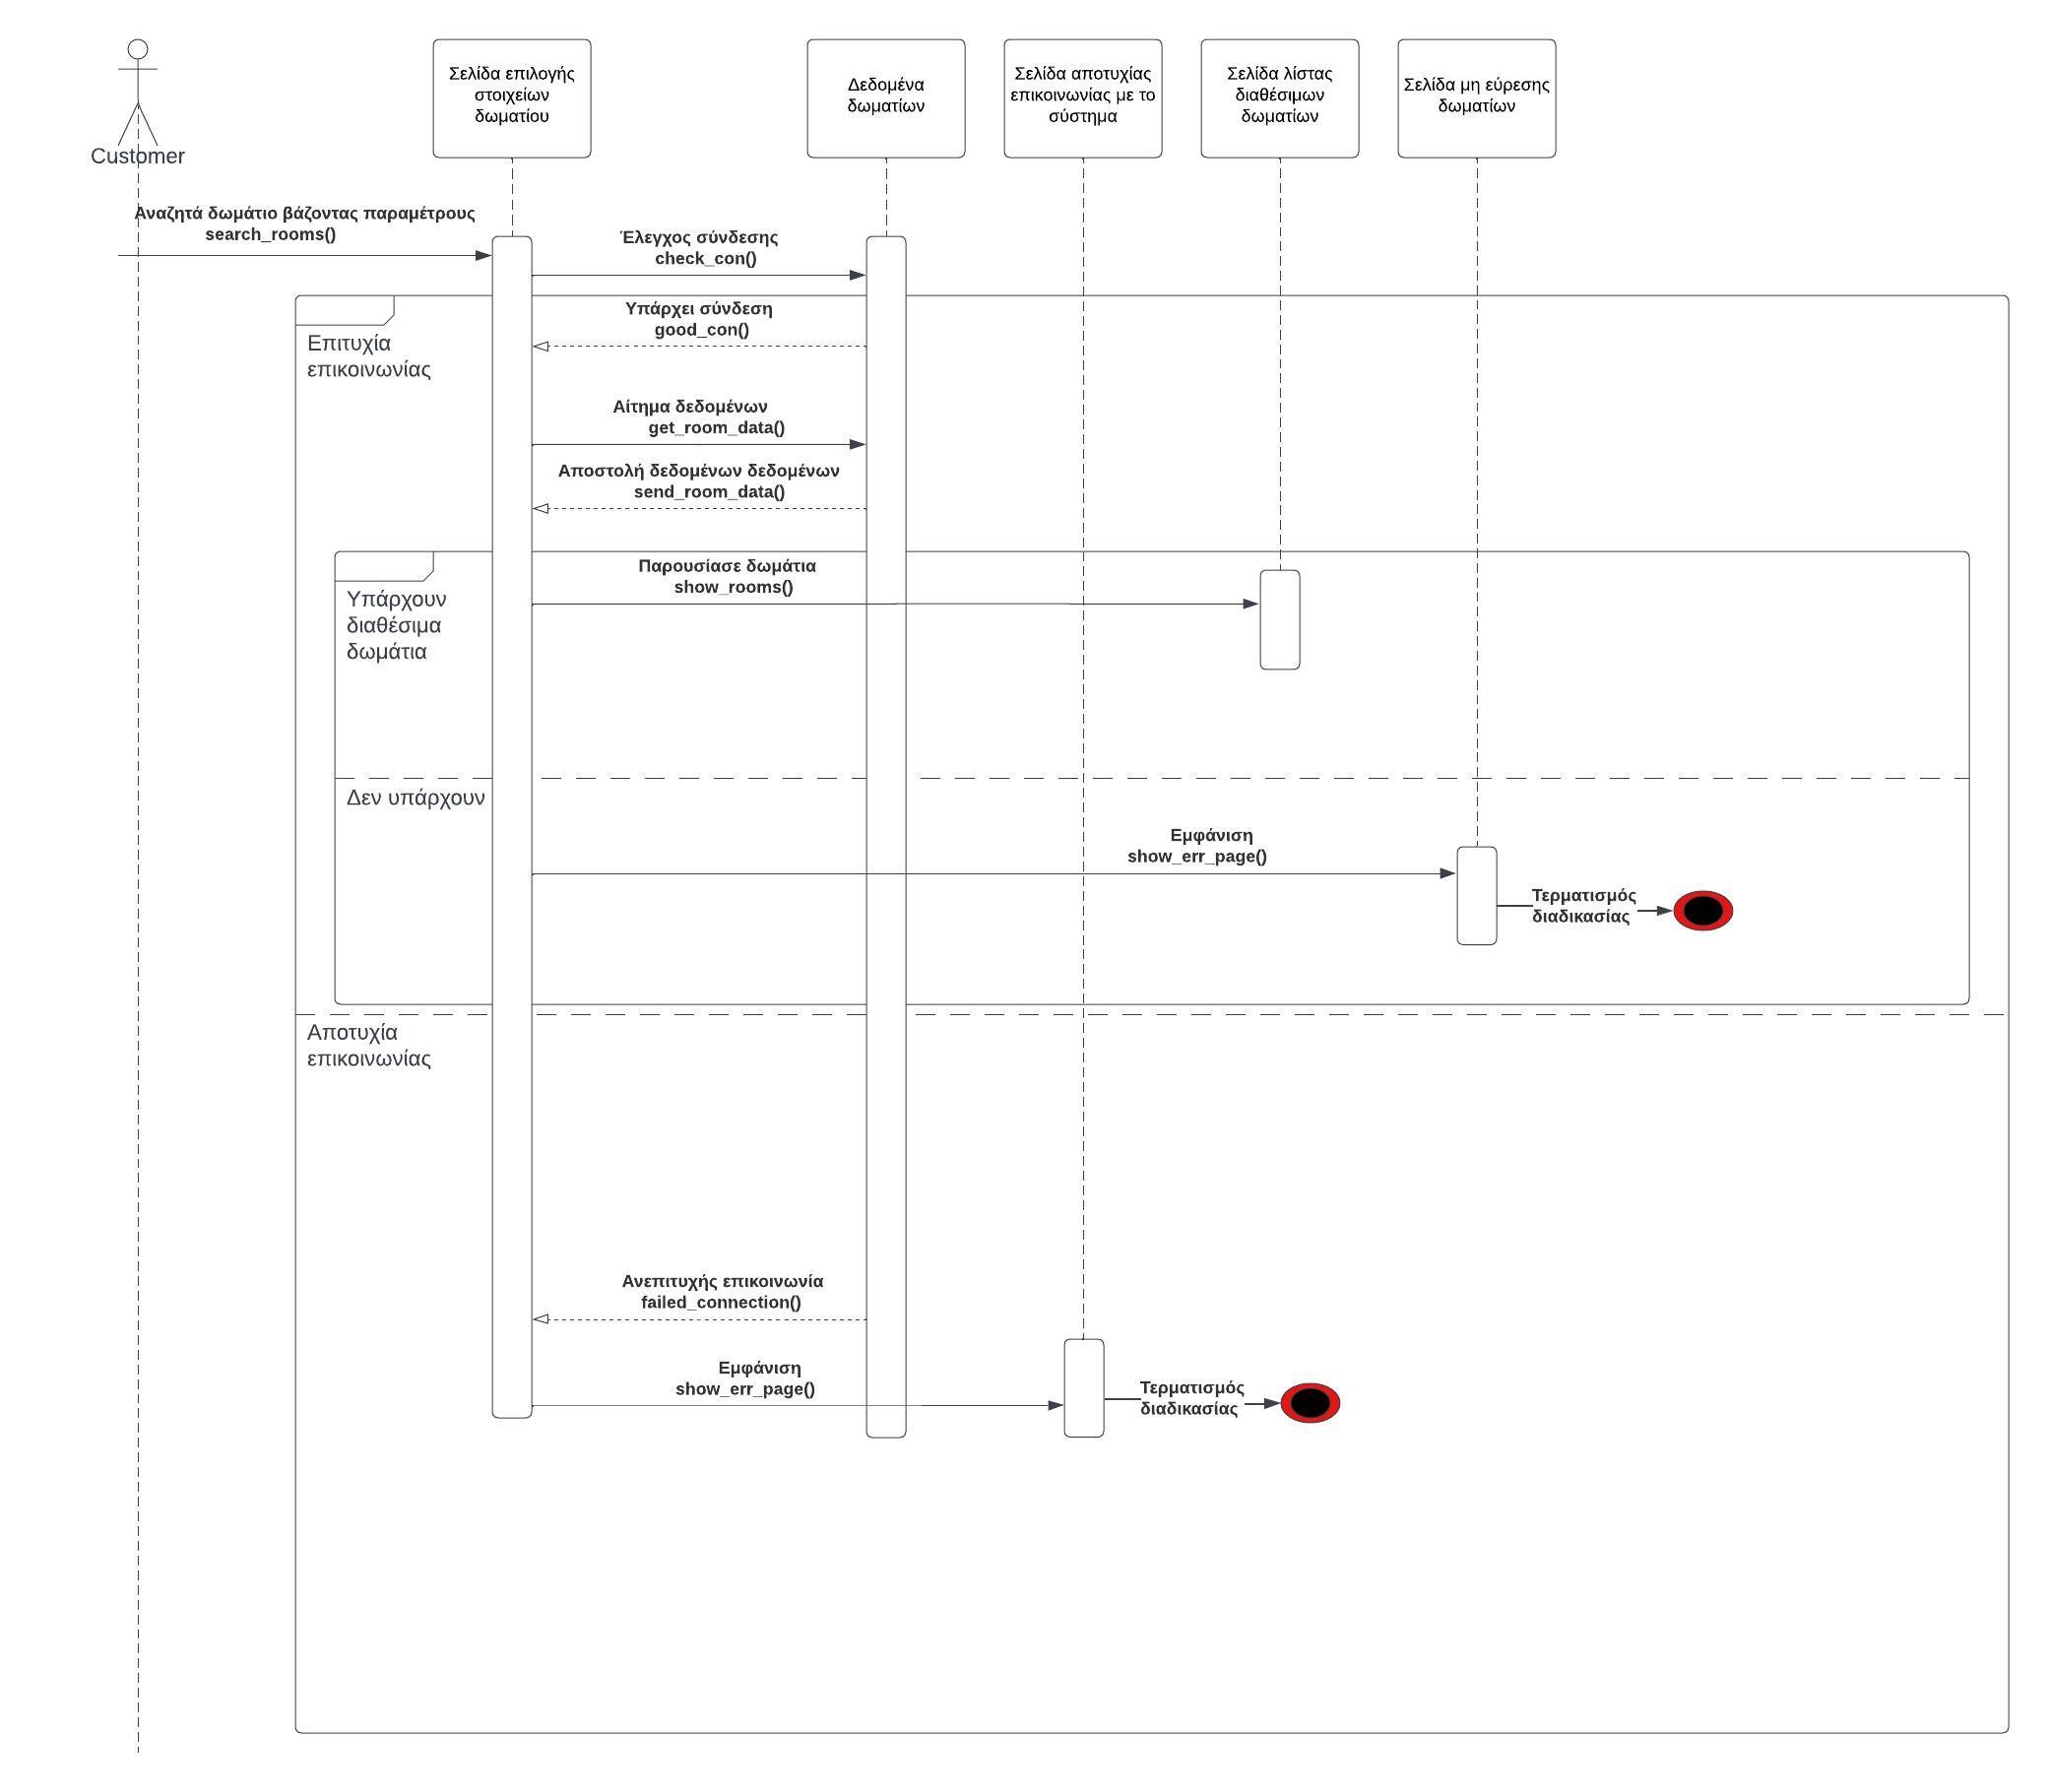 Customer
Σελίδα επιλογής
στοιχείων
δωματίου
Δεδομένα
δωματίων
Σελίδα αποτυχίας
επικοινωνίας με το
σύστημα
Σελίδα λίστας
διαθέσιμων
δωματίων
Σελίδα μη εύρεσης
δωματίων
Αναζητά δωμάτιο βάζοντας παραμέτρους
search_rooms()
Έλεγχος σύνδεσης
check_con()
Υπάρχει σύνδεση
good_con()
Επιτυχία
επικοινωνίας
Αίτημα δεδομένων
get_room_data()
Αποστολή δεδομένων δεδομένων
send_room_data()
Παρουσίασε δωμάτια
show_rooms()
Υπάρχουν
διαθέσιμα
δωμάτια
Δεν υπάρχουν
Εμφάνιση
show_err_page()
Τερματισμός
διαδικασίας
Αποτυχία
επικοινωνίας
Ανεπιτυχής επικοινωνία
failed_connection()
Εμφάνιση
show_err_page()
Τερματισμός
διαδικασίας